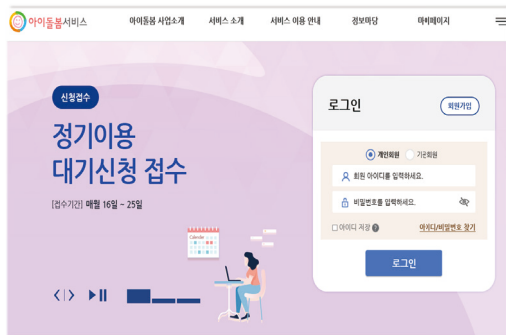 아이돌봄서비스
아이돌봄 사업소개 서비스 소개 서비스 이용 안내 정보마당 마이페이지
신청접수
정기이용
대기신청 접수
[접수기간] 매월 16일 ~ 25일
Calendar
로그인 회원가입
개인회원 기관회원
회원 아이디를 입력하세요.
비밀번호를 입력하세요.
아이디 저장 ? 아이디/비밀번호 찾기
로그인